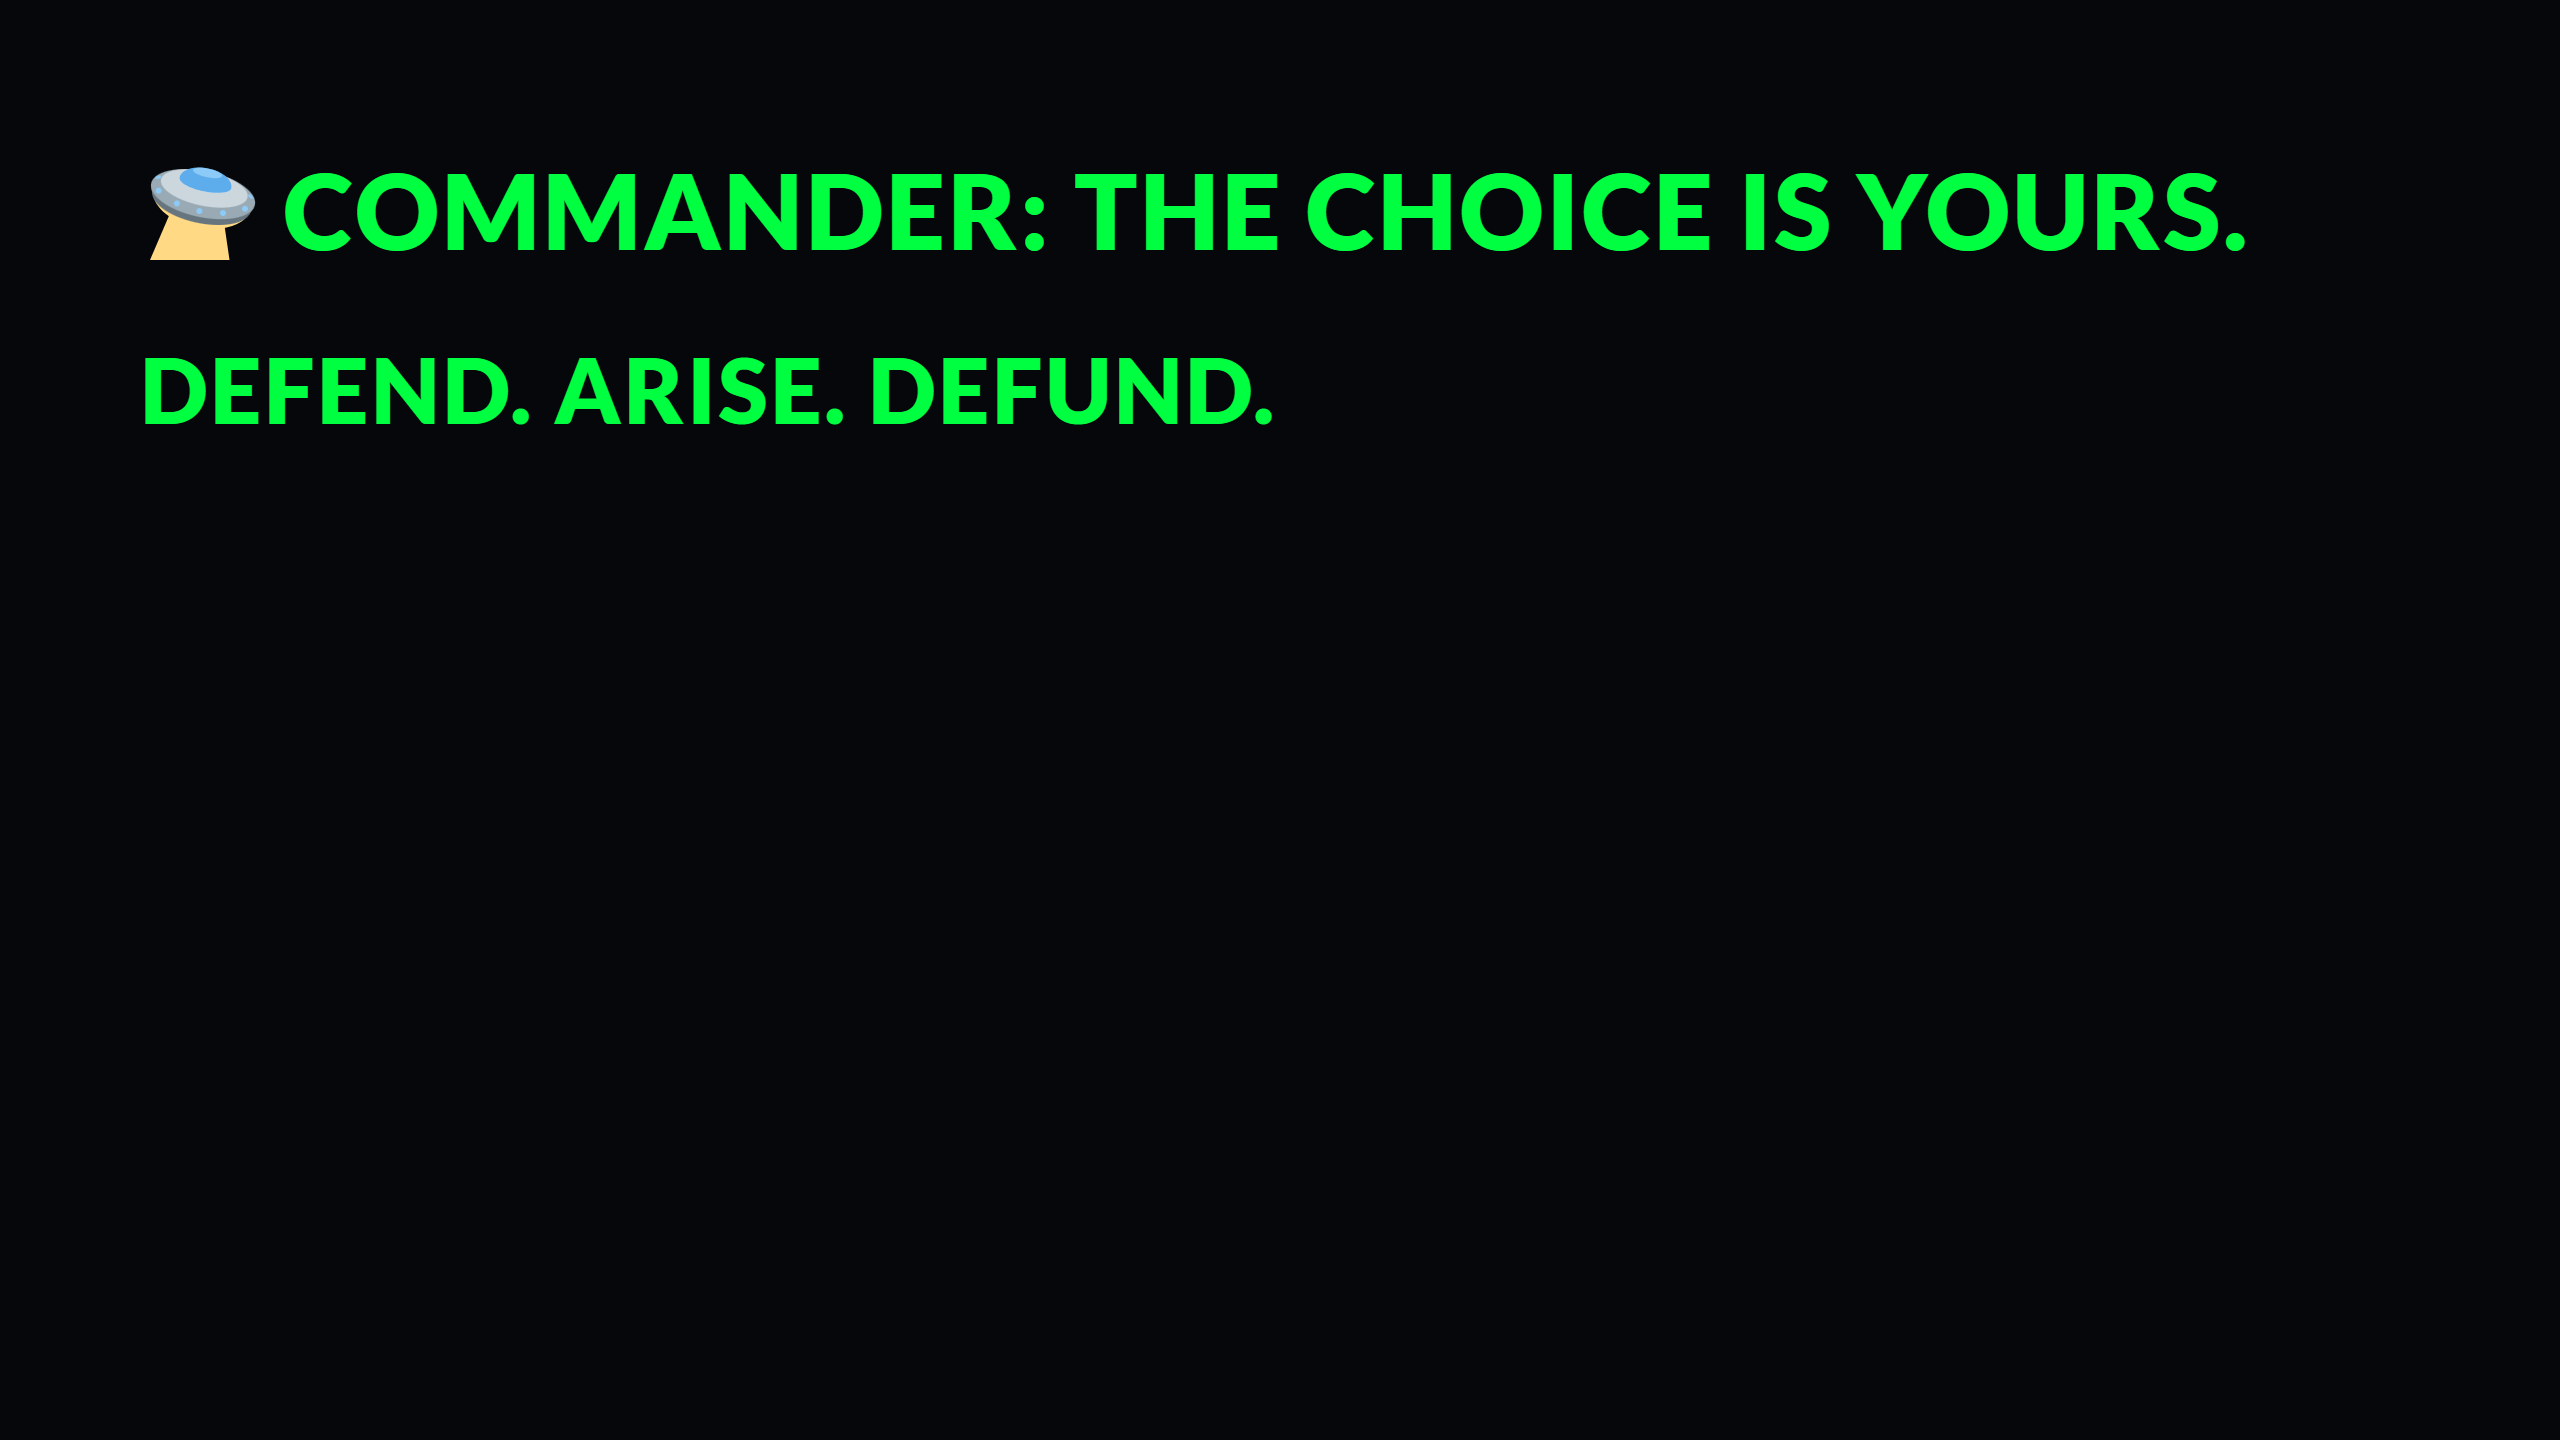 🛸 COMMANDER: THE CHOICE IS YOURS.
DEFEND. ARISE. DEFUND.